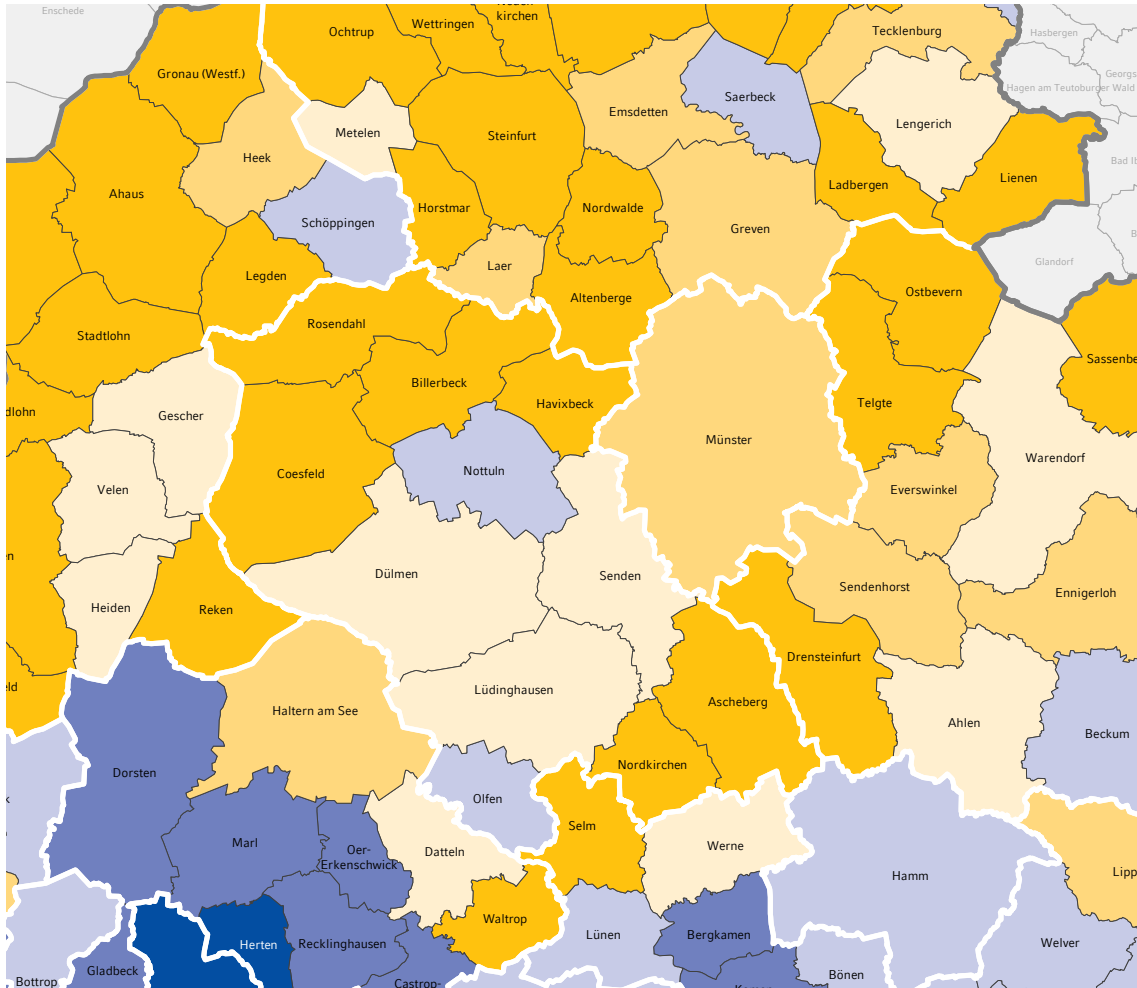 Enschede
Ochtrup
Wettringen
kirchen
Tecklenburg
Hasbergen
Gronau (Westf.)
Georgs
Hagen am Teutoburger Wald
Saerbeck
Emsdetten
Metelen
Steinfurt
Lengerich
Heek
Bad Ib
Ahaus
Lienen
Ladbergen
Horstmar
Nordwalde
Schöppingen
Greven
B
Glandorf
Laer
Legden
Altenberge
Ostbevern
Rosendahl
Stadtlohn
Sassenbe
Billerbeck
Telgte
Havixbeck
dlohn
Gescher
Münster
Warendorf
Nottuln
Coesfeld
Velen
Everswinkel
en
Dülmen
Senden
Sendenhorst
Ennigerloh
Heiden
Reken
Drensteinfurt
eld
Lüdinghausen
Ascheberg
Haltern am See
Ahlen
Beckum
Nordkirchen
Dorsten
k
Olfen
Selm
Marl
Oer-
Erkenschwick
Datteln
Werne
Hamm
Lipp
Waltrop
Lünen
Bergkamen
Herten
Recklinghausen
Welver
Gladbeck
Bönen
Bottrop
Castrop-